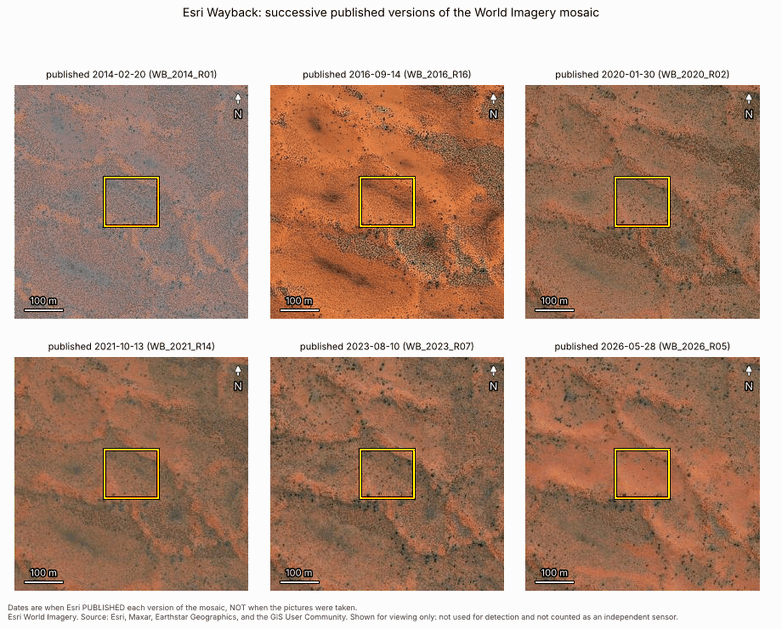 Esri Wayback: successive published versions of the World Imagery mosaic
published 2014-02-20 (WB_2014_R01)
published 2016-09-14 (WB_2016_R16)
published 2020-01-30 (WB_2020_R02)
N
N
N
100 m
100 m
100 m
published 2021-10-13 (WB_2021_R14)
published 2023-08-10 (WB_2023_R07)
published 2026-05-28 (WB_2026_R05)
N
N
N
100 m
100 m
100 m
Dates are when Esri PUBLISHED each version of the mosaic, NOT when the pictures were taken.
Esri World Imagery. Source: Esri, Maxar, Earthstar Geographics, and the GIS User Community. Shown for viewing only: not used for detection and not counted as an independent sensor.